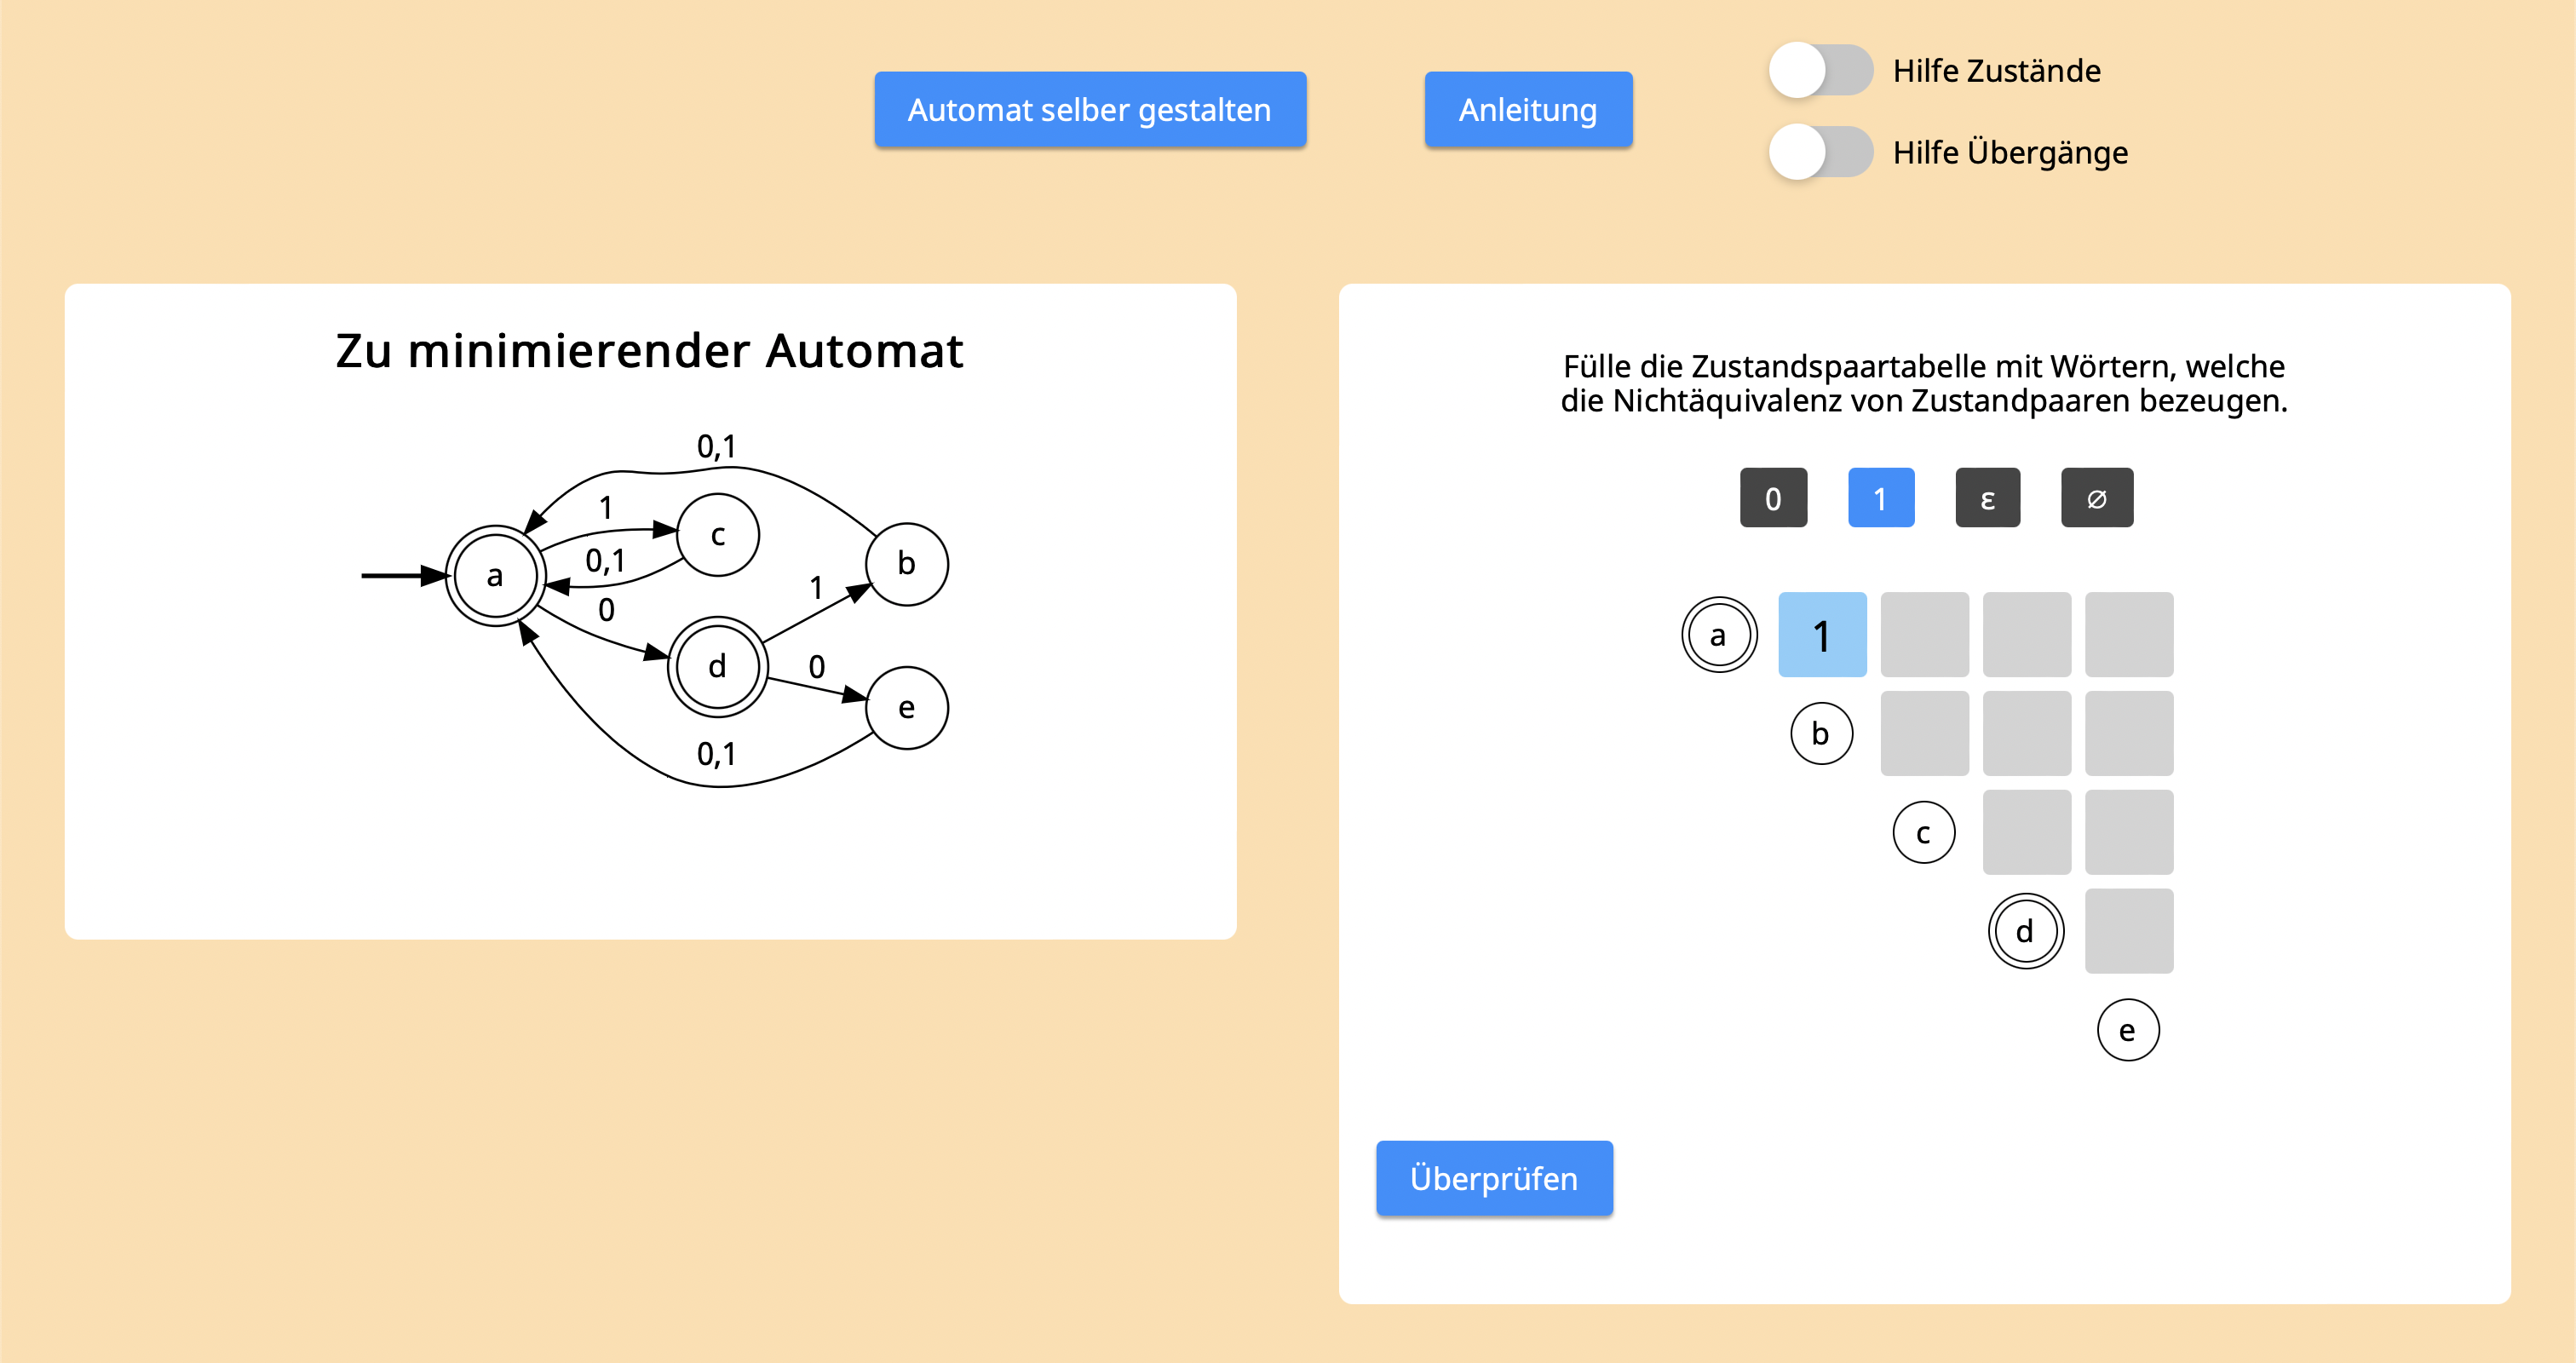 Automat selber gestalten
Anleitung
Hilfe Zustände
Hilfe Übergänge
Zu minimierender Automat
0,1
1
c
0,1
b
a
0
1
d
0
e
0,1
Fülle die Zustandspaartabelle mit Wörtern, welche
die Nichtäquivalenz von Zustandpaaren bezeugen.
0 1 ε ∅
a 1
b
c
d
e
Überprüfen